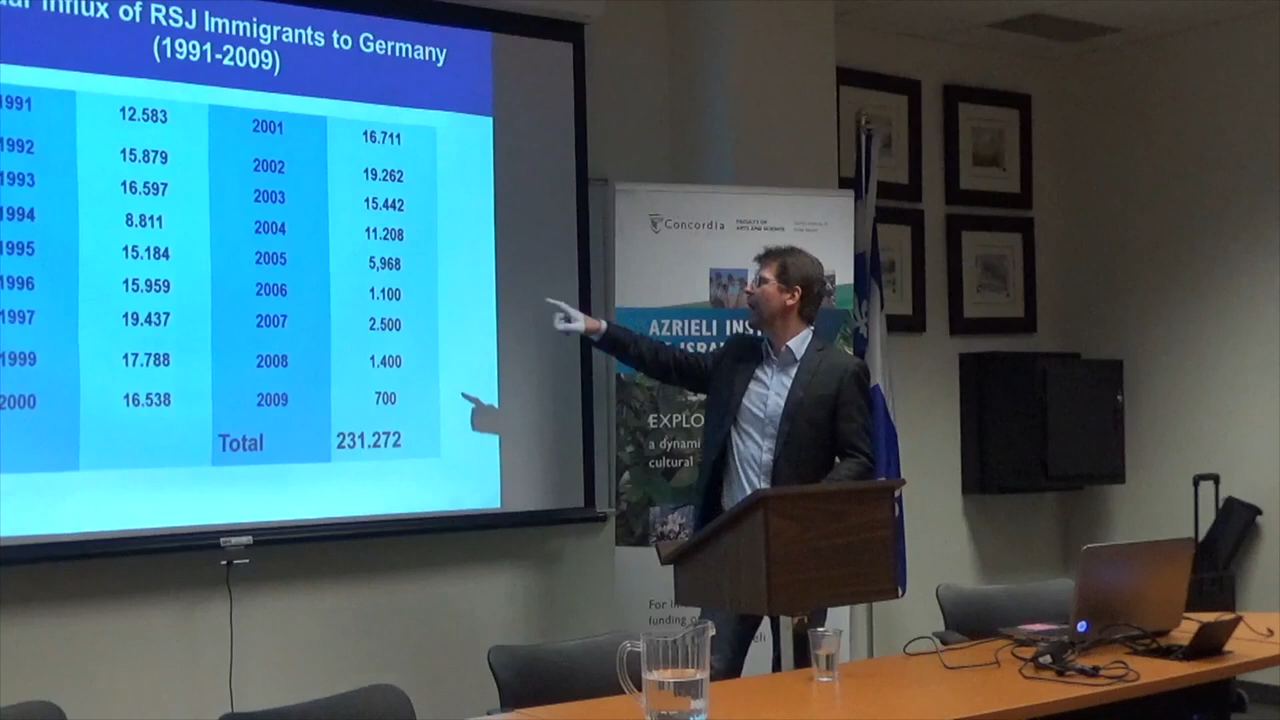 Influx of RSJ Immigrants to Germany
(1991-2009)
1991 12.583 2001 16.711
1992 15.879 2002 19.262
1993 16.597 2003 15.442
1994 8.811 2004 11.208
1995 15.184 2005 5,968
1996 15.959 2006 1.100
1997 19.437 2007 2.500
1999 17.788 2008 1.400
2000 16.538 2009 700
Total 231.272
Concordia
FACULTY OF
ARTS AND SCIENCE
AZRIELI INST
EXPLO
a dynami
cultural
For in
funding o